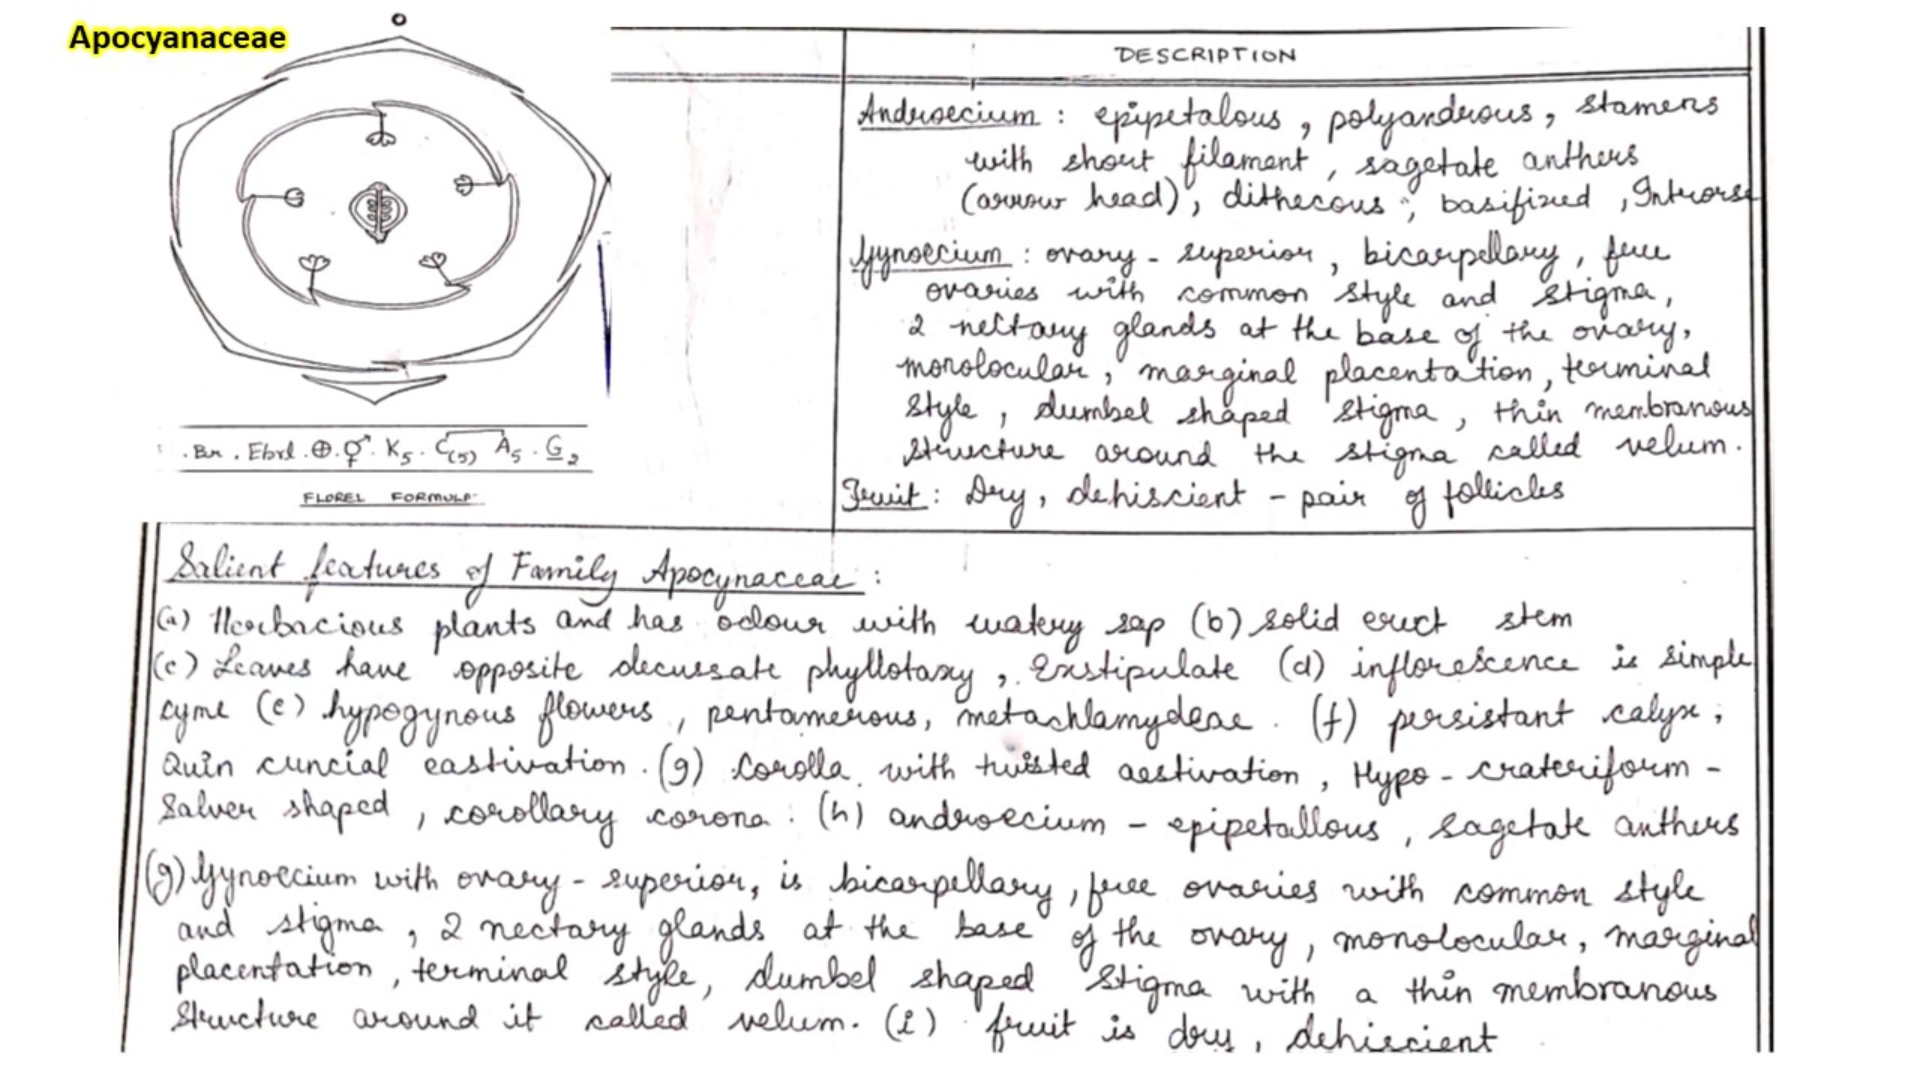 Apocyanaceae
DESCRIPTION
Androecium : epipetalous , polyandrous , stamens
with short filament , sagetate anthers
(arrow head) , dithecous , basifized , Introrse
Gynoecium : ovary - superior , bicarpellary , free
ovaries with common style and stigma ,
2 nectary glands at the base of the ovary,
monolocular , marginal placentation , terminal
style , dumbel shaped stigma , thin membranous
structure around the stigma called velum .
Fruit : Dry , dehiscient - pair of follicles
. Br . Ebrl . ⊕ . ⚥ . K5 . C(5) A5 . G2
FLOREL FORMULA
Salient features of Family Apocynaceae :
(a) Herbacious plants and has odour with watery sap (b) solid erect stem
(c) Leaves have opposite decussate phyllotaxy , Exstipulate (d) inflorescence is simple
cyme (e) hypogynous flowers , pentamerous, metachlamydeae . (f) persistant calyx ,
Quin cuncial eastivation . (g) Corolla with twisted aestivation , Hypo - crateriform -
Salver shaped , corollary corona . (h) androecium - epipetallous , sagetate anthers
(g) Gynoecium with ovary - superior, is bicarpellary , free ovaries with common style
and stigma , 2 nectary glands at the base of the ovary , monolocular , marginal
placentation , terminal style , dumbel shaped stigma with a thin membranous
structure around it called velum . (i) fruit is dry , dehiscient